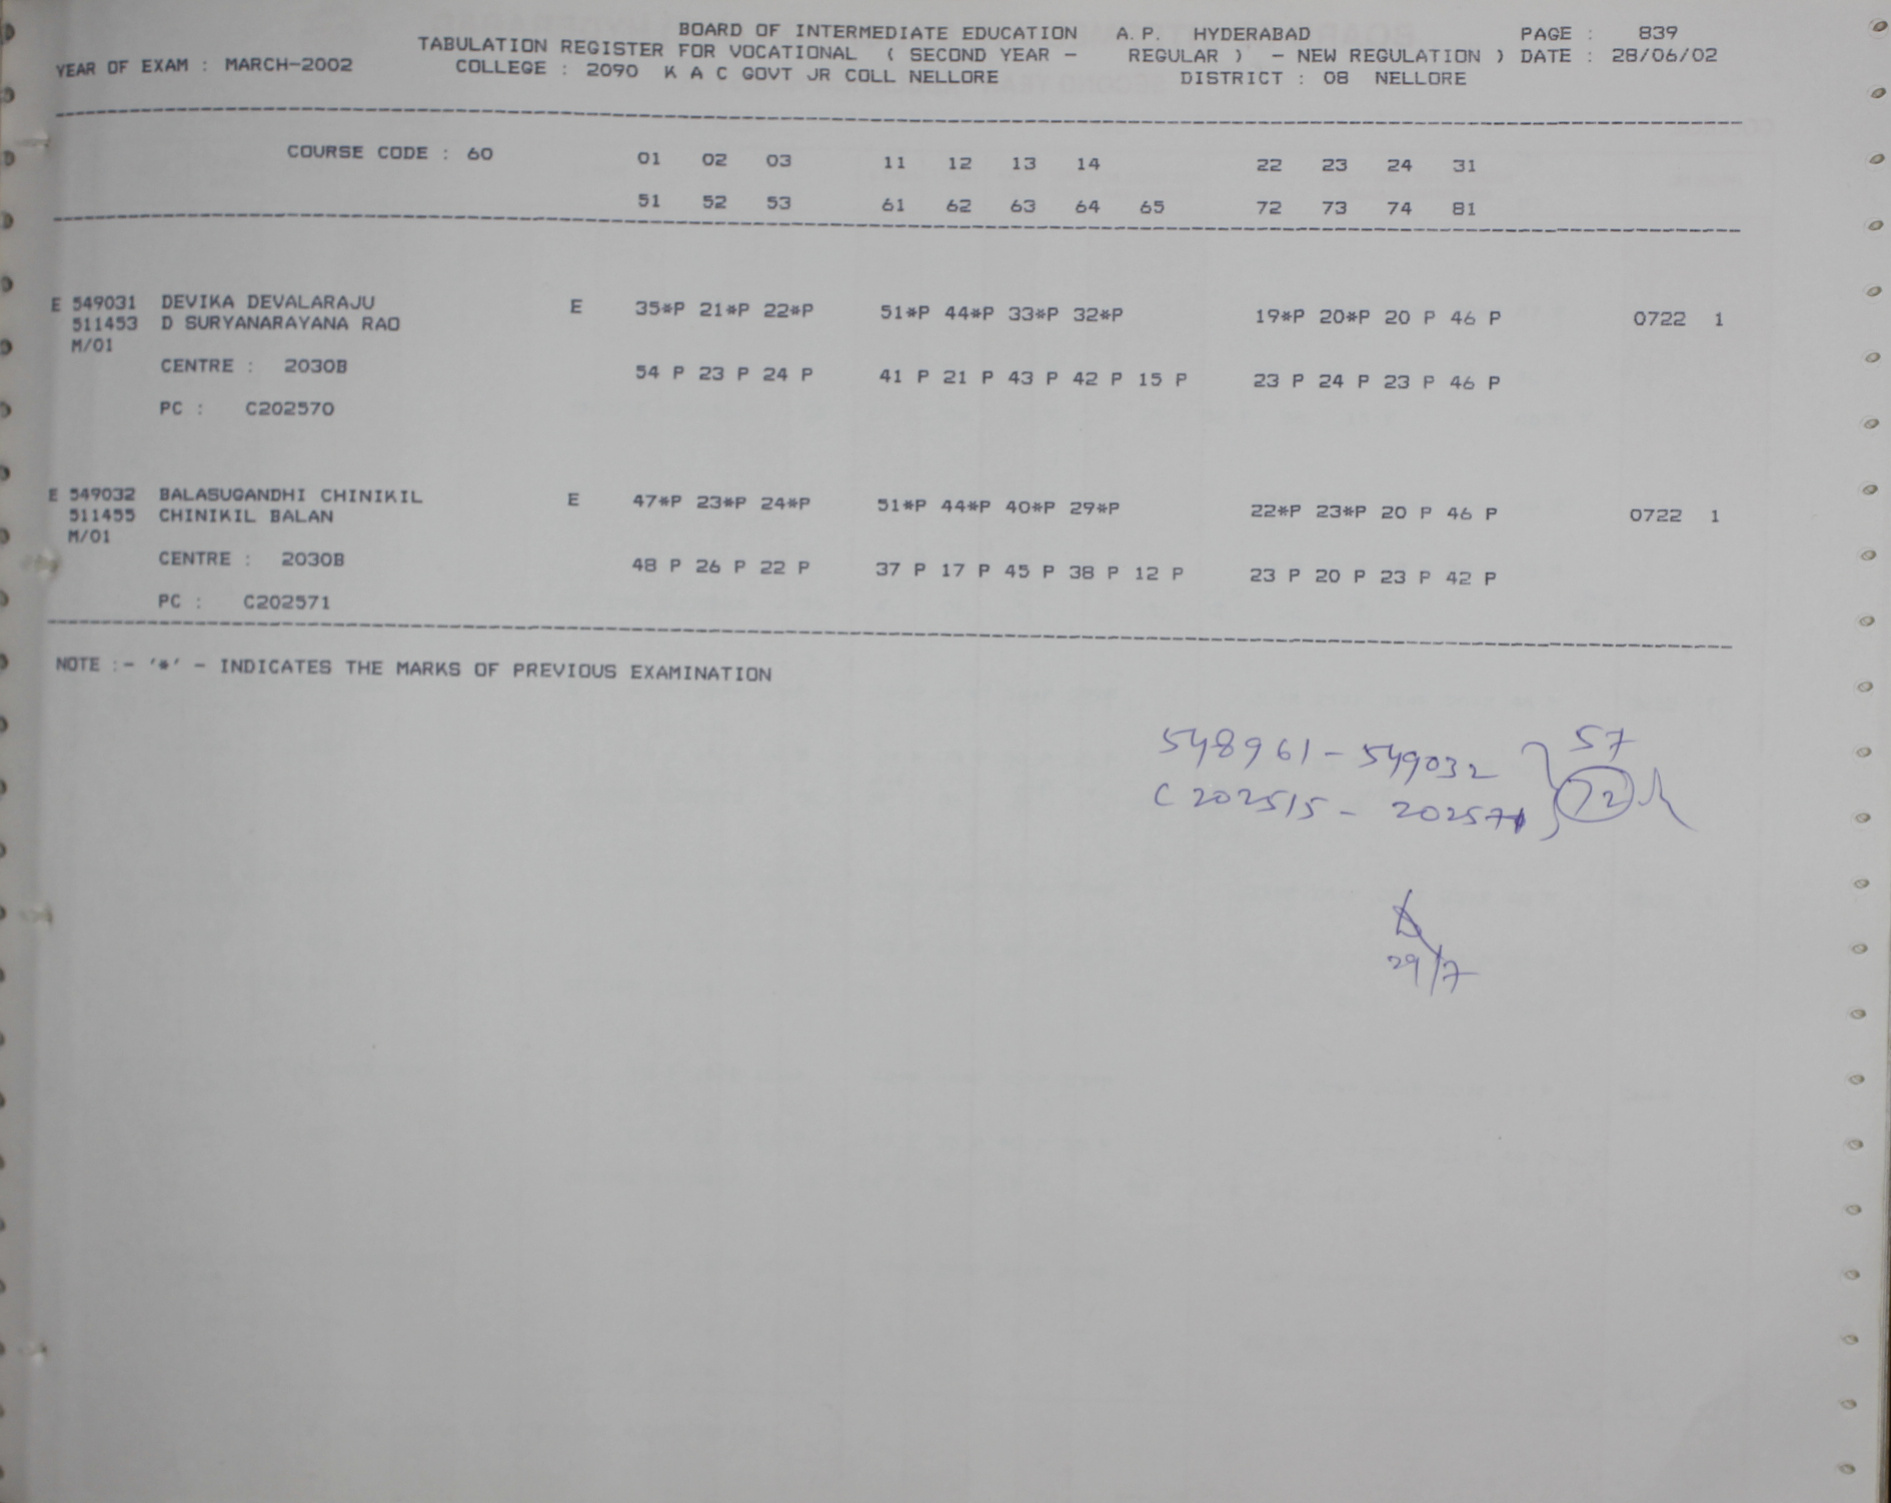 BOARD OF INTERMEDIATE EDUCATION A.P. HYDERABAD PAGE : 839
TABULATION REGISTER FOR VOCATIONAL ( SECOND YEAR - REGULAR ) - NEW REGULATION ) DATE : 28/06/02
YEAR OF EXAM : MARCH-2002 COLLEGE : 2090 K A C GOVT JR COLL NELLORE DISTRICT : 08 NELLORE
COURSE CODE : 60 01 02 03 11 12 13 14 22 23 24 31
51 52 53 61 62 63 64 65 72 73 74 81
E 549031 DEVIKA DEVALARAJU E 35*P 21*P 22*P 51*P 44*P 33*P 32*P 19*P 20*P 20 P 46 P 0722 1
511453 D SURYANARAYANA RAO
M/01
CENTRE : 2030B 54 P 23 P 24 P 41 P 21 P 43 P 42 P 15 P 23 P 24 P 23 P 46 P
PC : C202570
E 549032 BALASUGANDHI CHINIKIL E 47*P 23*P 24*P 51*P 44*P 40*P 29*P 22*P 23*P 20 P 46 P 0722 1
511455 CHINIKIL BALAN
M/01
CENTRE : 2030B 48 P 26 P 22 P 37 P 17 P 45 P 38 P 12 P 23 P 20 P 23 P 42 P
PC : C202571
NOTE :- '*' - INDICATES THE MARKS OF PREVIOUS EXAMINATION
548961 - 549032 57
C 202515 - 202571 72
29/7